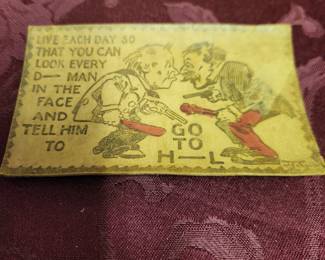 LIVE EACH DAY SO
THAT YOU CAN
LOOK EVERY
D— MAN
IN THE
FACE
AND
TELL HIM
TO
GO
TO
H—L